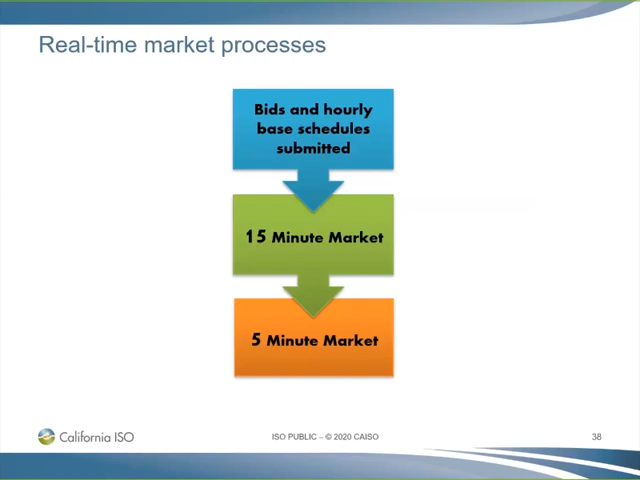 Real-time market processes
Bids and hourly
base schedules
submitted
15 Minute Market
5 Minute Market
California ISO
ISO PUBLIC – © 2020 CAISO
38